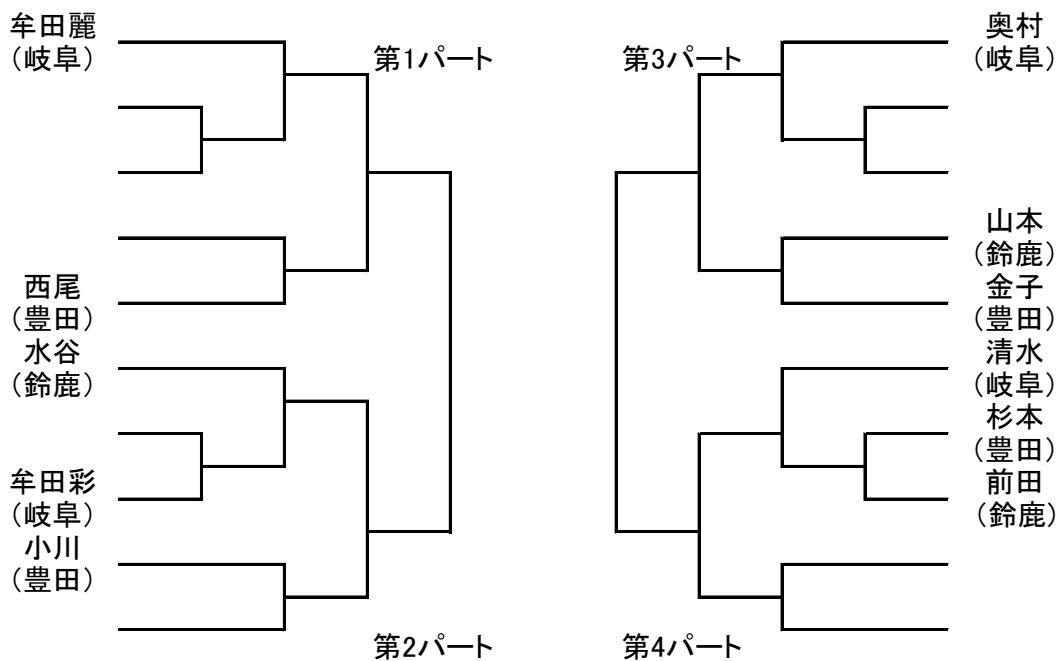 牟田麗
（岐阜）
第1パート
西尾
（豊田）
水谷
（鈴鹿）
牟田彩
（岐阜）
小川
（豊田）
第2パート
第3パート
奥村
（岐阜）
山本
（鈴鹿）
金子
（豊田）
清水
（岐阜）
杉本
（豊田）
前田
（鈴鹿）
第4パート